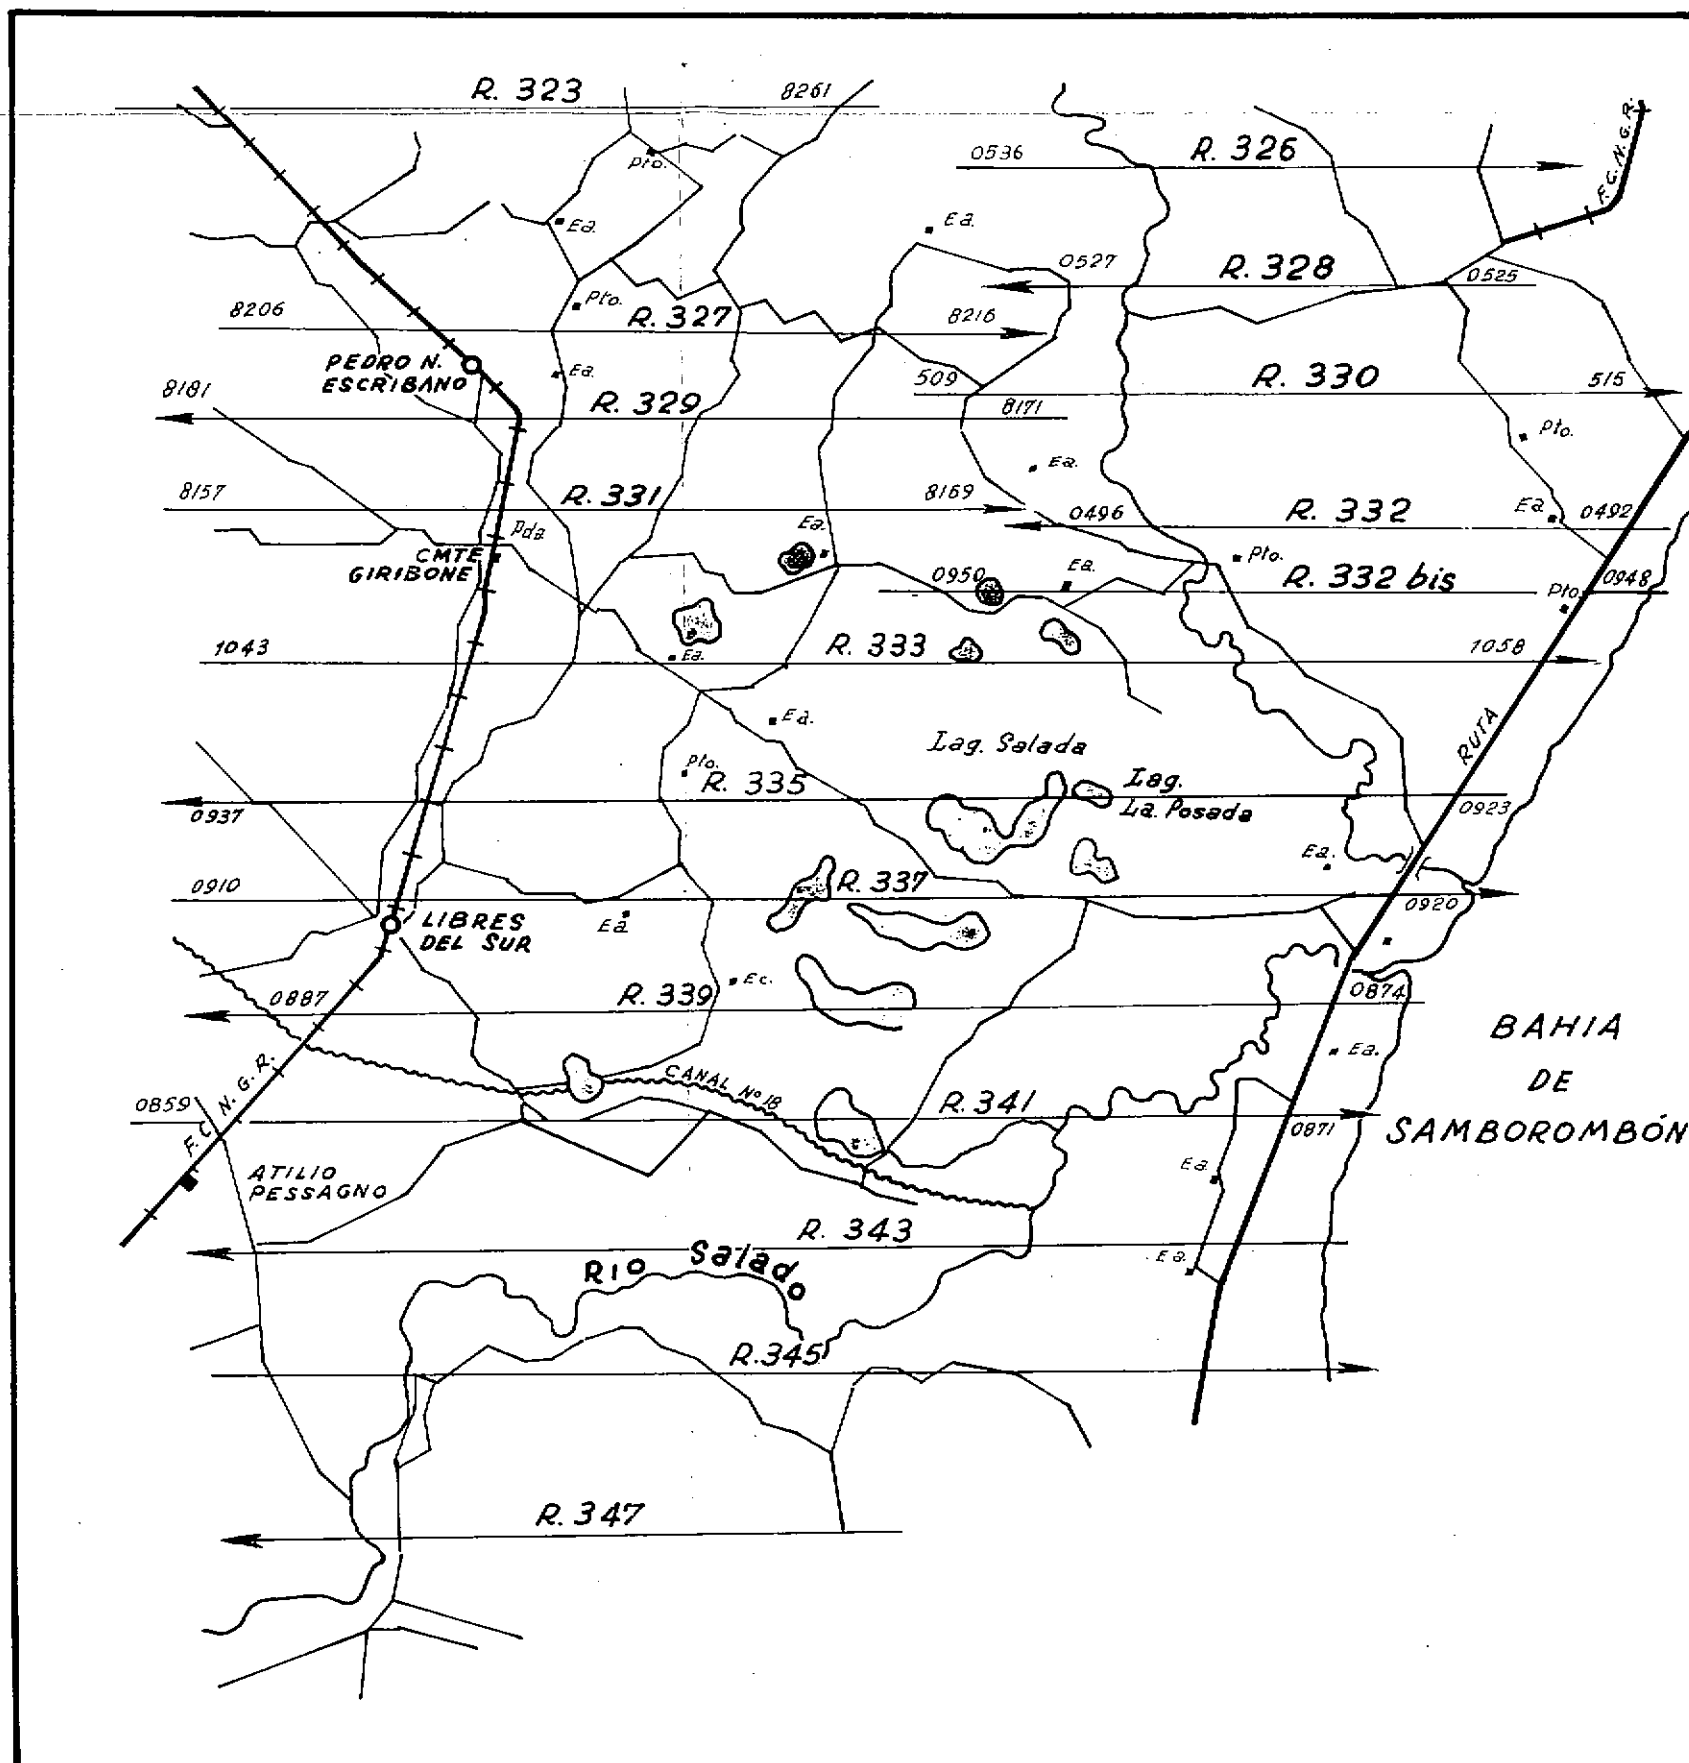 R. 323
8261
Pto.
0536
R. 326
F.C.N.G.R.
Ea.
Ea.
0527
R. 328
0525
Pto.
8206
R. 327
8216
PEDRO N.
ESCRIBANO
Ea.
8181
R. 329
509
R. 330
515
8171
Pto.
Ea.
8157
R. 331
8169
0496
R. 332
Ea.
0492
Pda.
CMTE
GIRIBONE
Ea.
0950
Ea.
Pto.
R. 332 bis
0948
Pto.
1043
Ea.
R. 333
1058
Ea.
RUTA
Lag. Salada
Pto.
R. 335
Lag.
La. Posada
0937
0923
Ea.
0910
R. 337
0920
LIBRES
DEL SUR
Ea
0887
R. 339
Ec.
0874
BAHIA
DE
SAMBOROMBÓN
Ea.
CANAL Nº 18
F.C. N. G. R.
0859
R. 341
0871
ATILIO
PESSAGNO
Ea.
R. 343
Ea.
RIO Salado
R. 345
R. 347